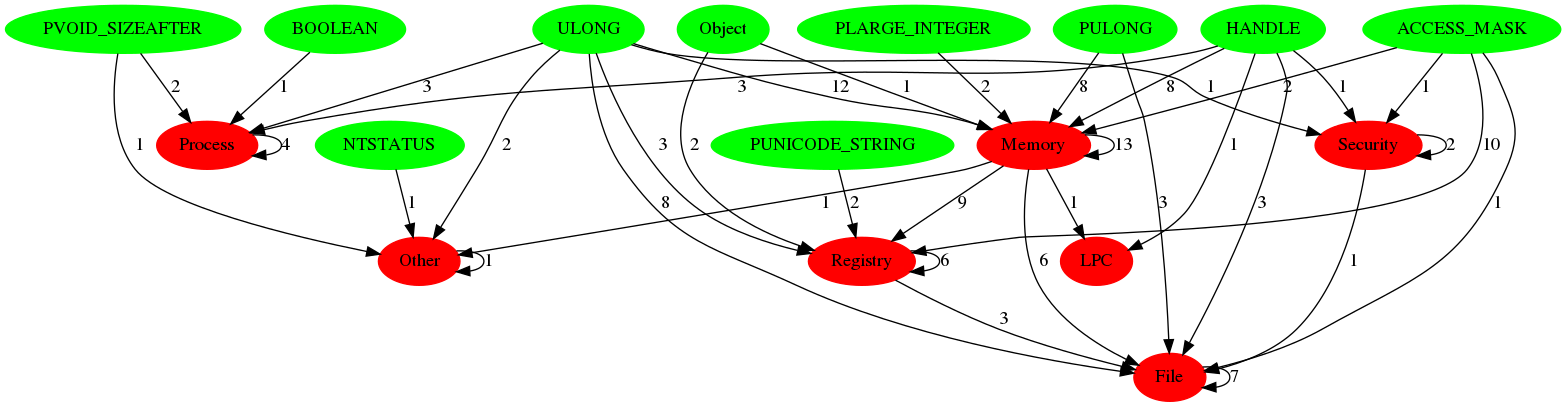 PVOID_SIZEAFTER BOOLEAN ULONG Object PLARGE_INTEGER PULONG HANDLE ACCESS_MASK
2 1 3 12 1 2 8 3 8 1 1 2 1
Process NTSTATUS PUNICODE_STRING Memory Security
1 4 2 3 2 13 1 2 10
1 8 1 2 9 1 3 3 1 1
Other Registry LPC
1 6 6
3
File
7